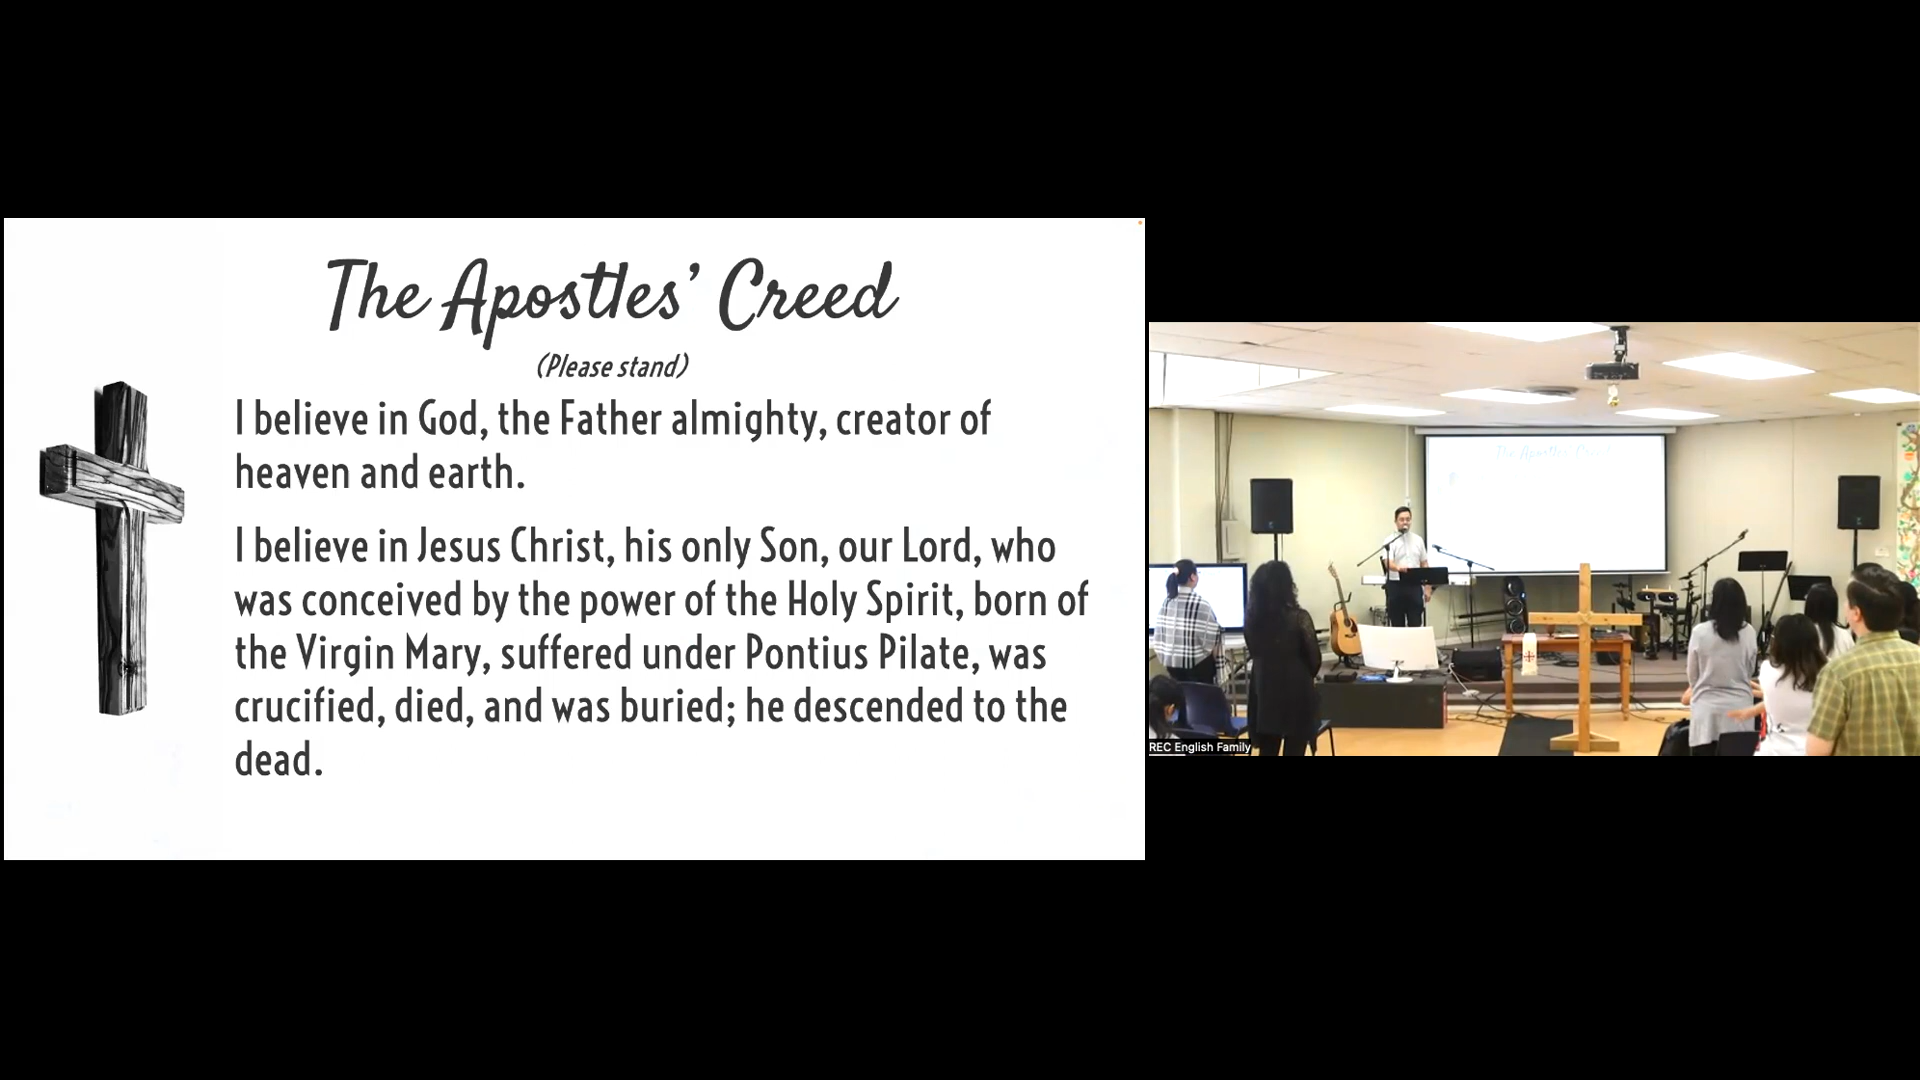 The Apostles’ Creed
(Please stand)
I believe in God, the Father almighty, creator of
heaven and earth.
I believe in Jesus Christ, his only Son, our Lord, who
was conceived by the power of the Holy Spirit, born of
the Virgin Mary, suffered under Pontius Pilate, was
crucified, died, and was buried; he descended to the
dead.
The Apostles' Creed
REC English Family